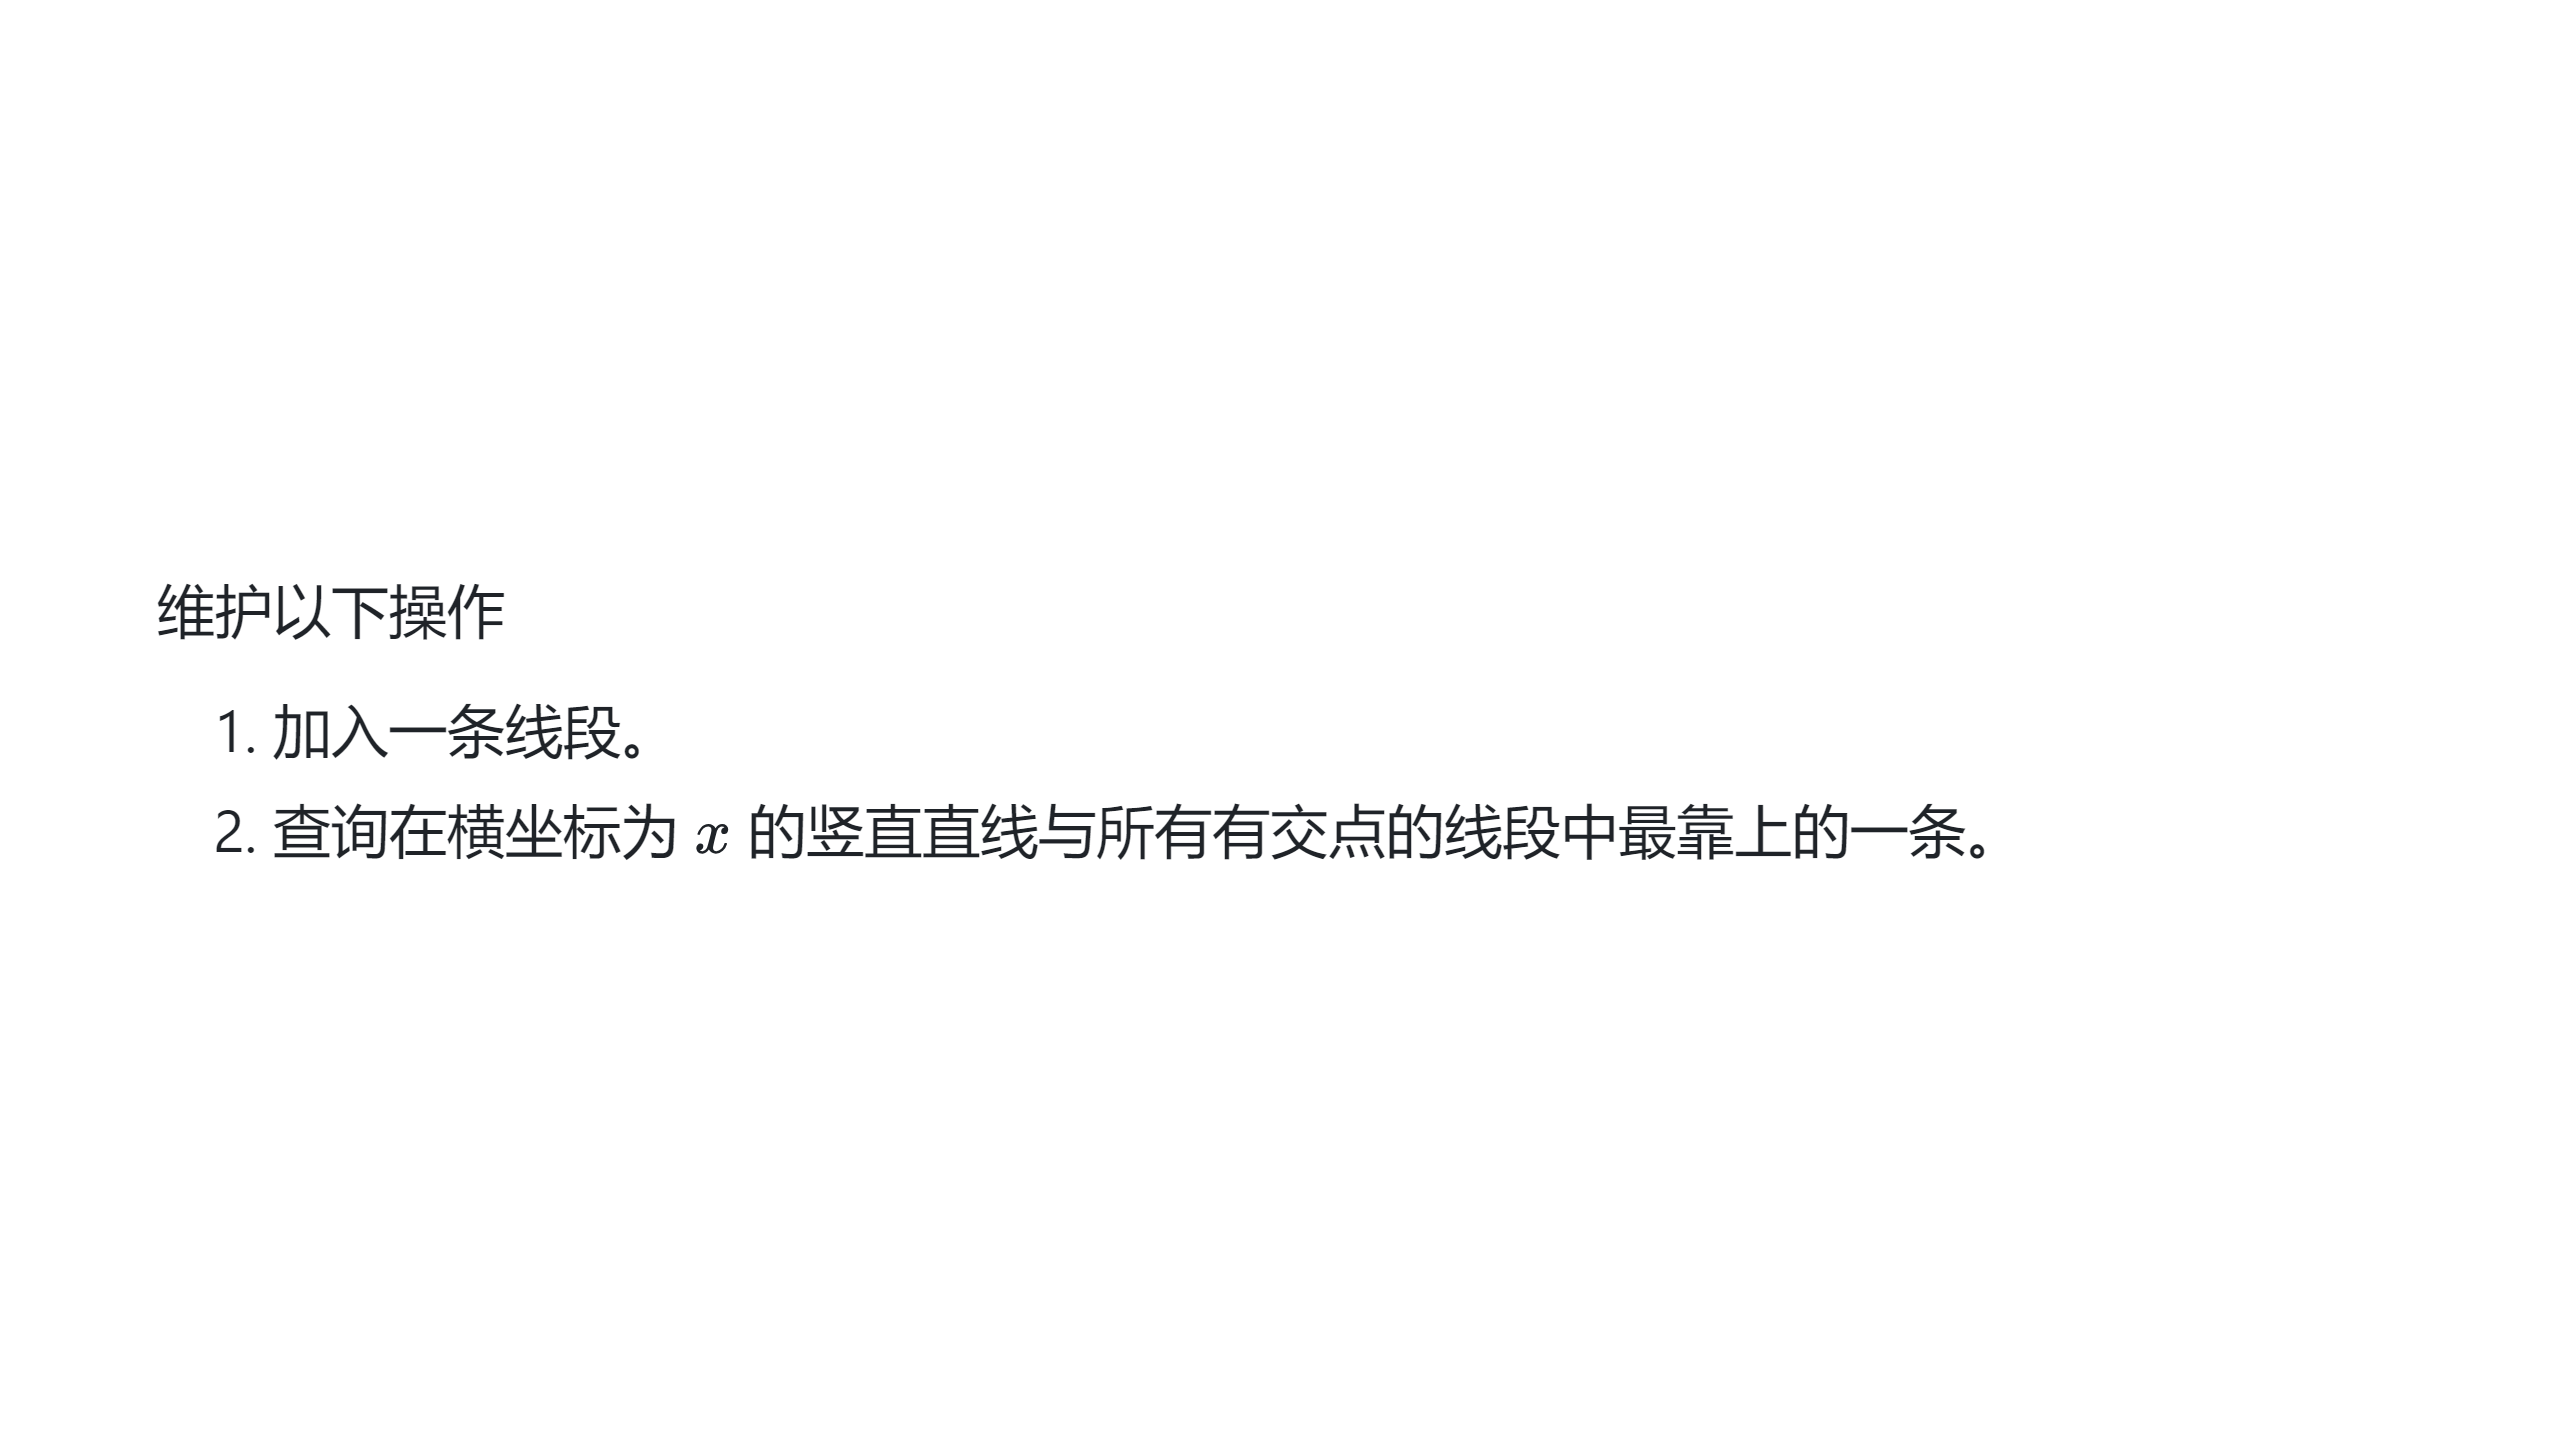 维护以下操作
1. 加入一条线段。
2. 查询在横坐标为 x 的竖直直线与所有有交点的线段中最靠上的一条。